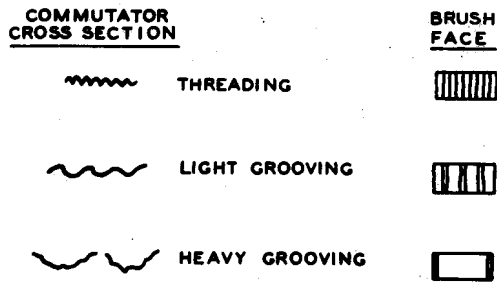 COMMUTATOR
CROSS SECTION
BRUSH
FACE
THREADING
LIGHT GROOVING
HEAVY GROOVING